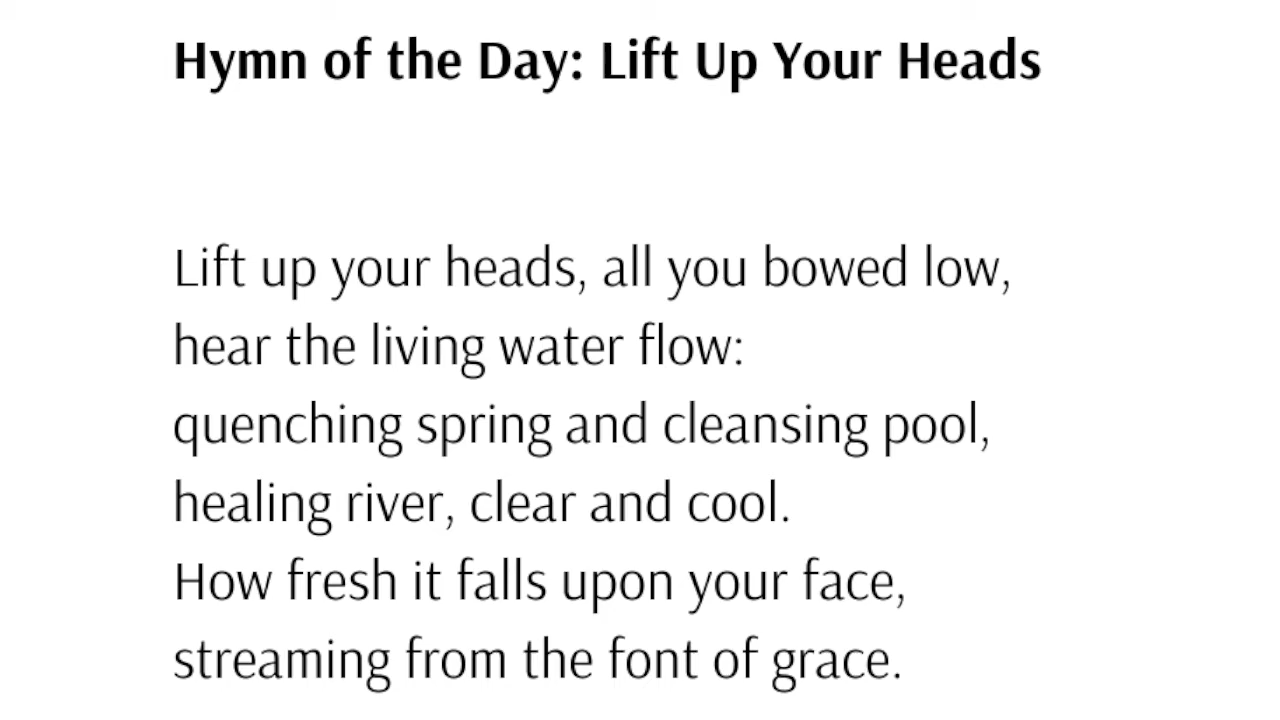 Hymn of the Day: Lift Up Your Heads
Lift up your heads, all you bowed low,
hear the living water flow:
quenching spring and cleansing pool,
healing river, clear and cool.
How fresh it falls upon your face,
streaming from the font of grace.